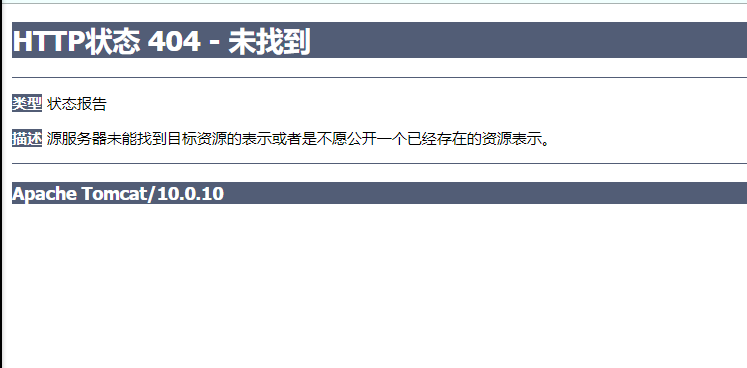 HTTP状态 404 - 未找到
类型 状态报告
描述 源服务器未能找到目标资源的表示或者是不愿公开一个已经存在的资源表示。
Apache Tomcat/10.0.10